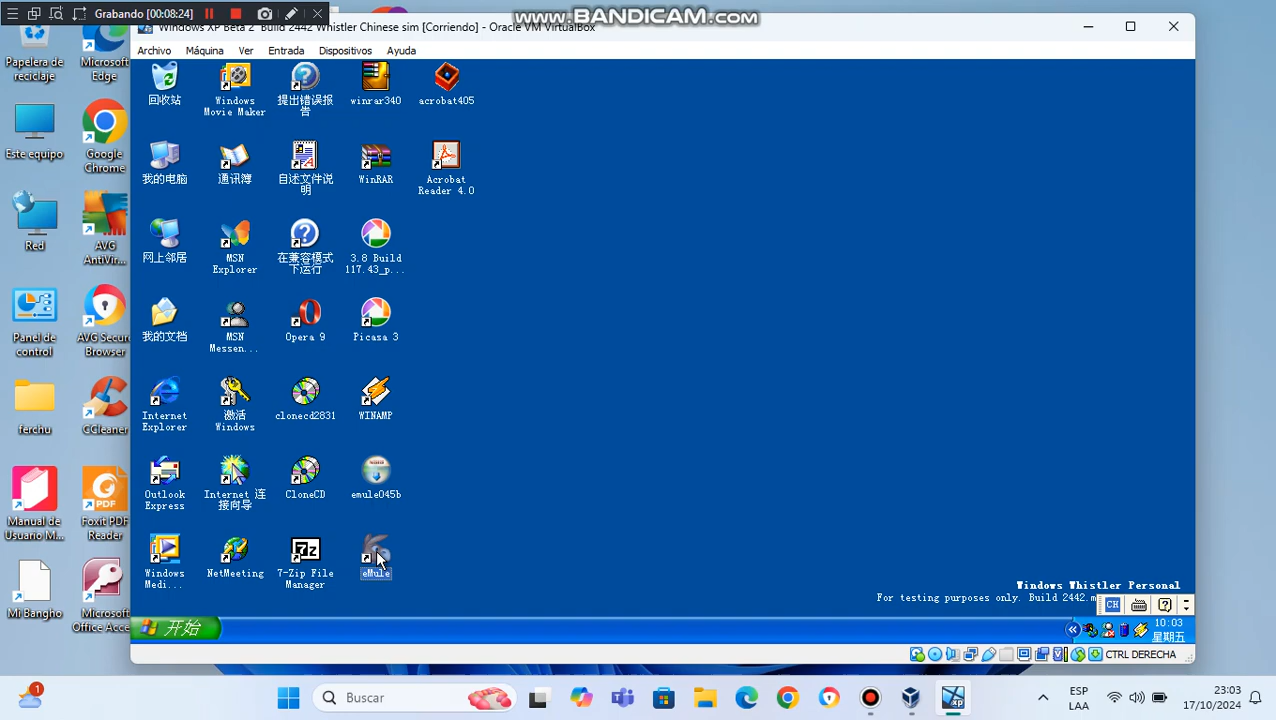 Grabando [00:08:24]
www.BANDICAM.com
Windows XP Beta 2 Build 2442 Whistler Chinese sim [Corriendo] - Oracle VM VirtualBox
Archivo Máquina Ver Entrada Dispositivos Ayuda
Papelera de
reciclaje
Microsoft
Edge
Este equipo
Google
Chrome
Red
AVG
AntiVir...
Panel de
control
AVG Secure
Browser
ferchu
CCleaner
Manual de
Usuario M...
Foxit PDF
Reader
Mi Bangho
Microsoft
Office Acce
回收站
Windows
Movie Maker
提出错误报
告
winrar340
acrobat405
我的电脑
通讯簿
自述文件说
明
WinRAR
Acrobat
Reader 4.0
网上邻居
MSN
Explorer
在兼容模式
下运行
3.8 Build
117.43_p...
我的文档
MSN
Messen...
Opera 9
Picasa 3
Internet
Explorer
激活
Windows
clonecd2831
WINAMP
Outlook
Express
Internet 连
接向导
CloneCD
emule045b
Windows
Medi...
NetMeeting
7-Zip File
Manager
eMule
Windows Whistler Personal
For testing purposes only. Build 2442.m
CH
开始
10:03
星期五
CTRL DERECHA
1
Buscar
ESP
LAA
23:03
17/10/2024